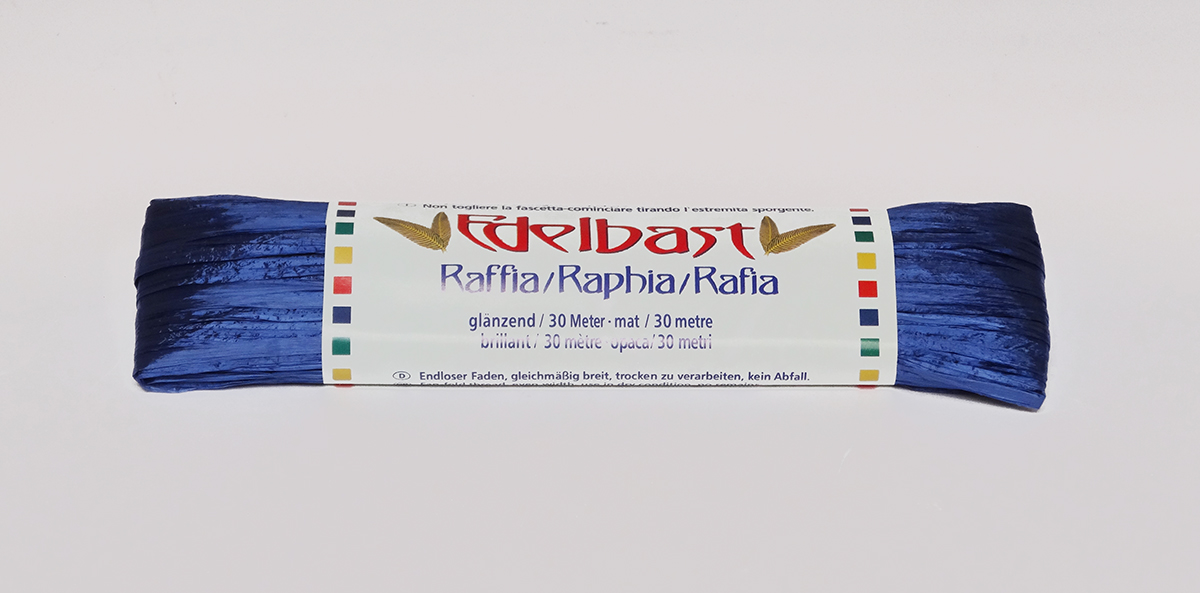 Non togliere la fascetta-cominciare tirando l'estremita sporgente.
Edelbast
Raffia/Raphia/Rafia
glänzend / 30 Meter · mat / 30 metre
brillant / 30 mètre · opaca/ 30 metri
D Endloser Faden, gleichmäßig breit, trocken zu verarbeiten, kein Abfall.